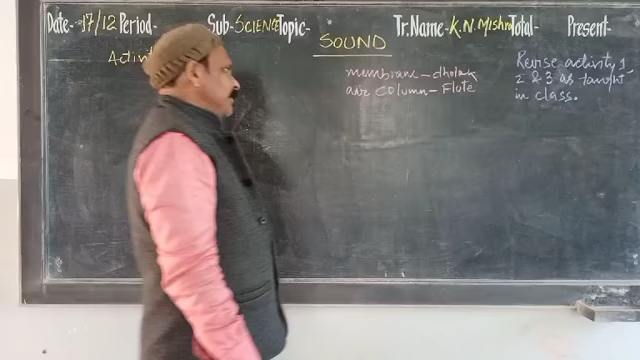 Date- 17/12 Period- Sub-SCIENCE Topic- Tr.Name-K.N.Mishra Total- Present-
SOUND
membrane - dholak
air column - Flute
Revise activity 1
2 & 3 as taught
in class.